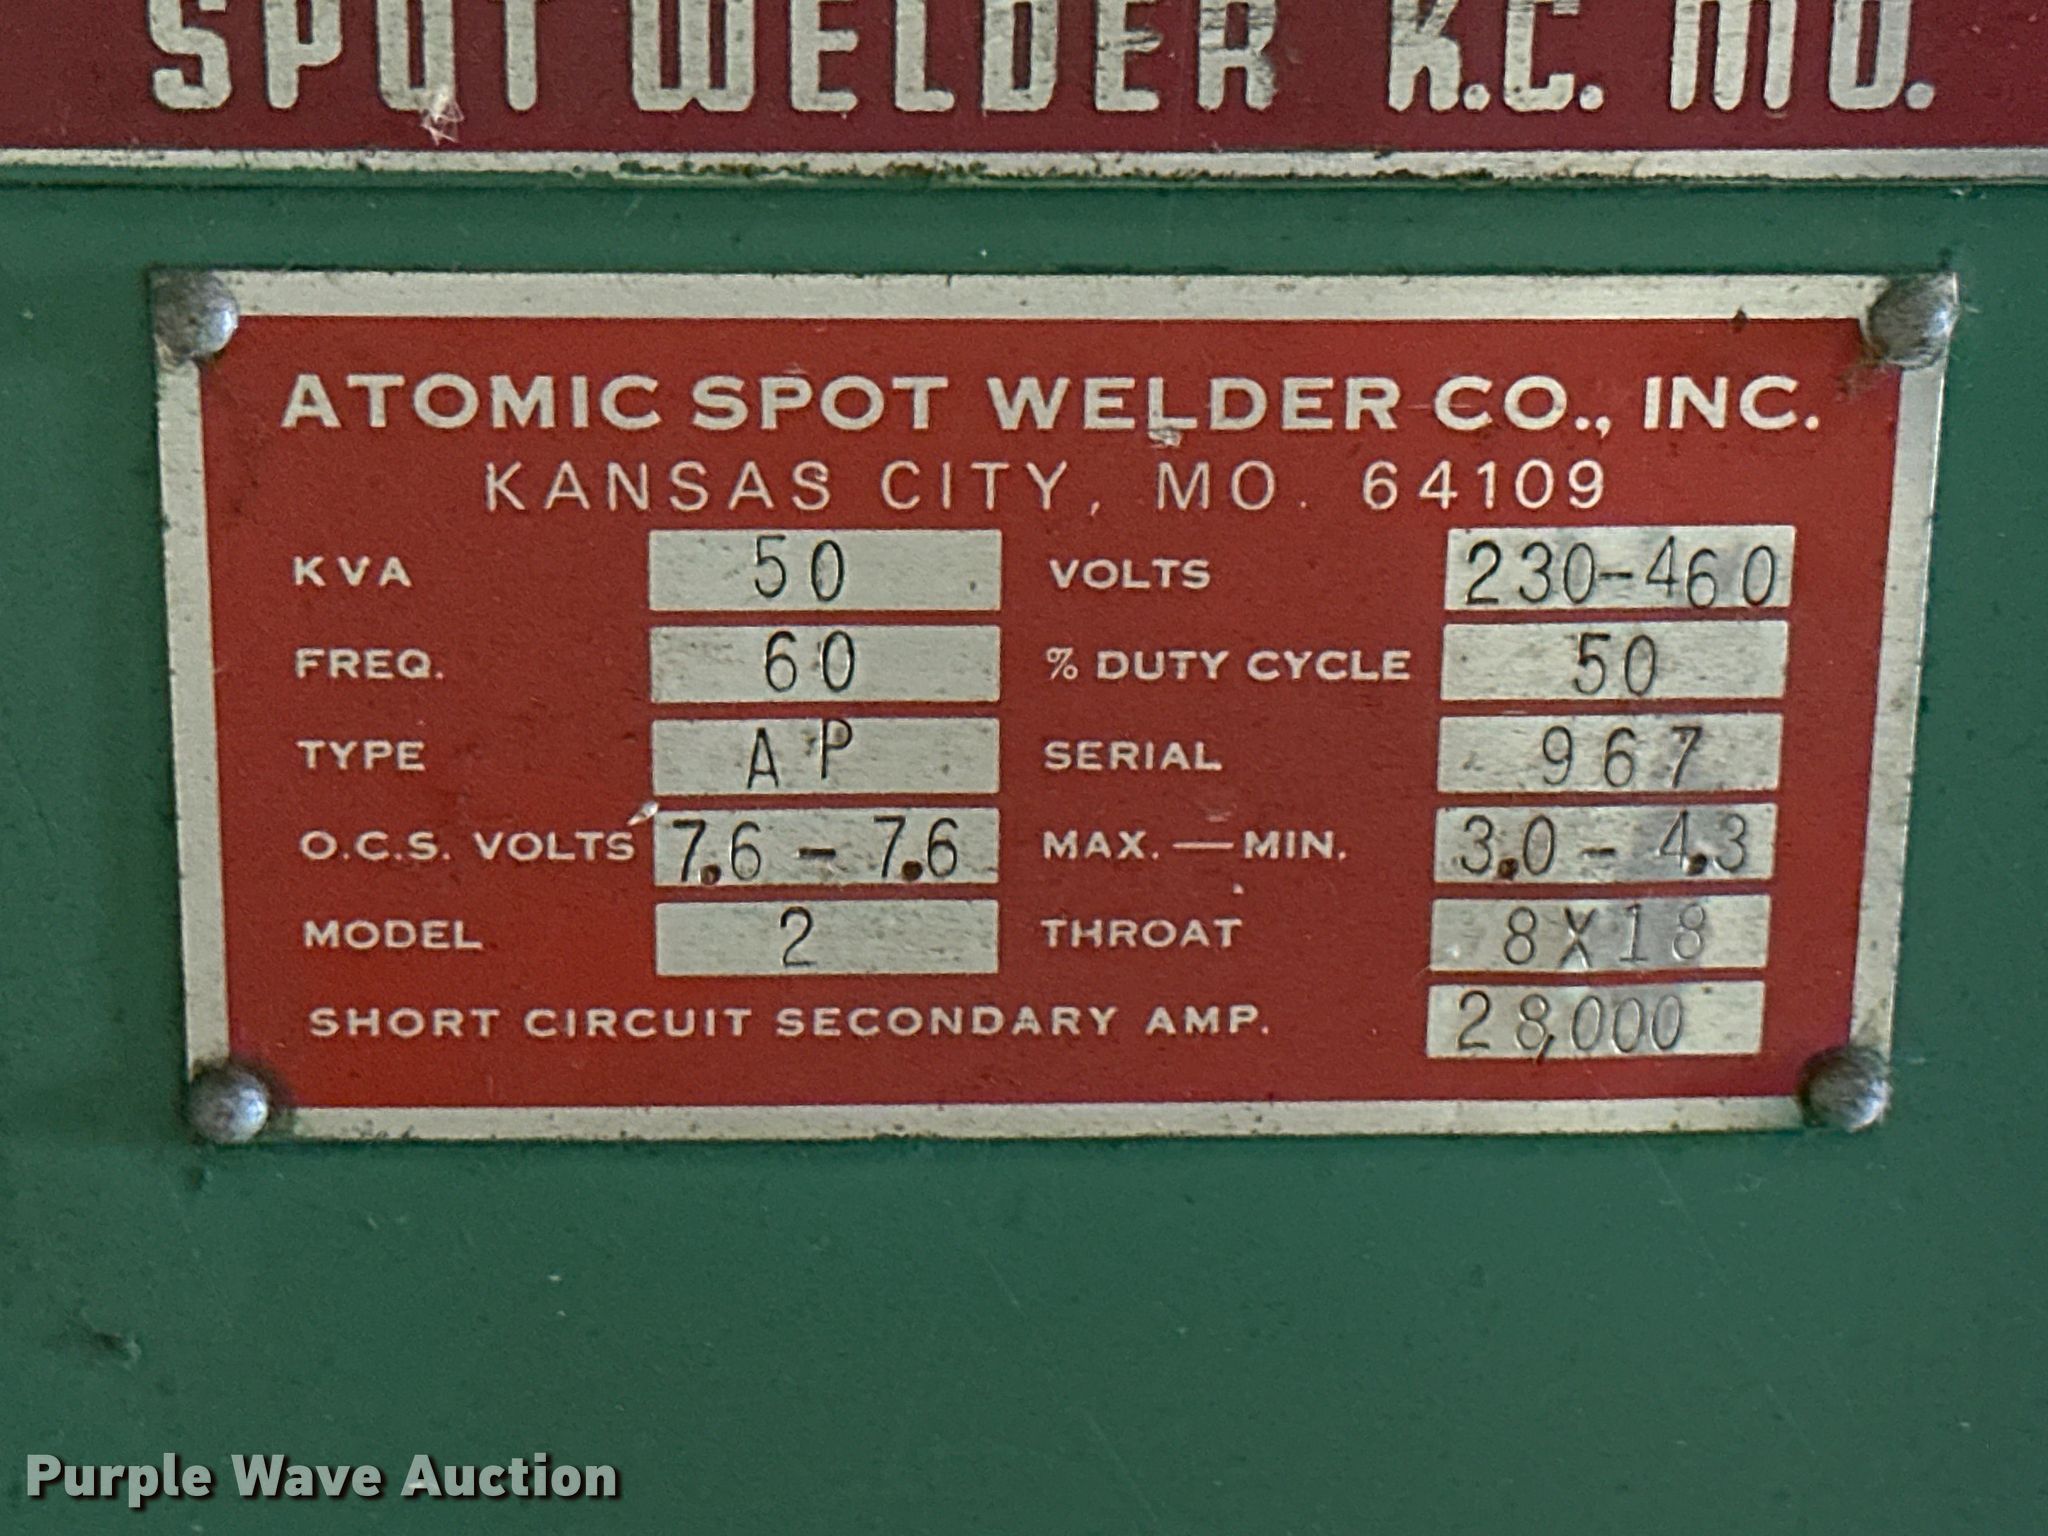 SPOT WELDER K.C. MO.
ATOMIC SPOT WELDER CO., INC.
KANSAS CITY, MO. 64109
KVA 50 VOLTS 230-460
FREQ. 60 % DUTY CYCLE 50
TYPE AP SERIAL 967
O.C.S. VOLTS 7.6 - 7.6 MAX. — MIN. 3.0 - 4.3
MODEL 2 THROAT 8X18
SHORT CIRCUIT SECONDARY AMP. 28,000
Purple Wave Auction